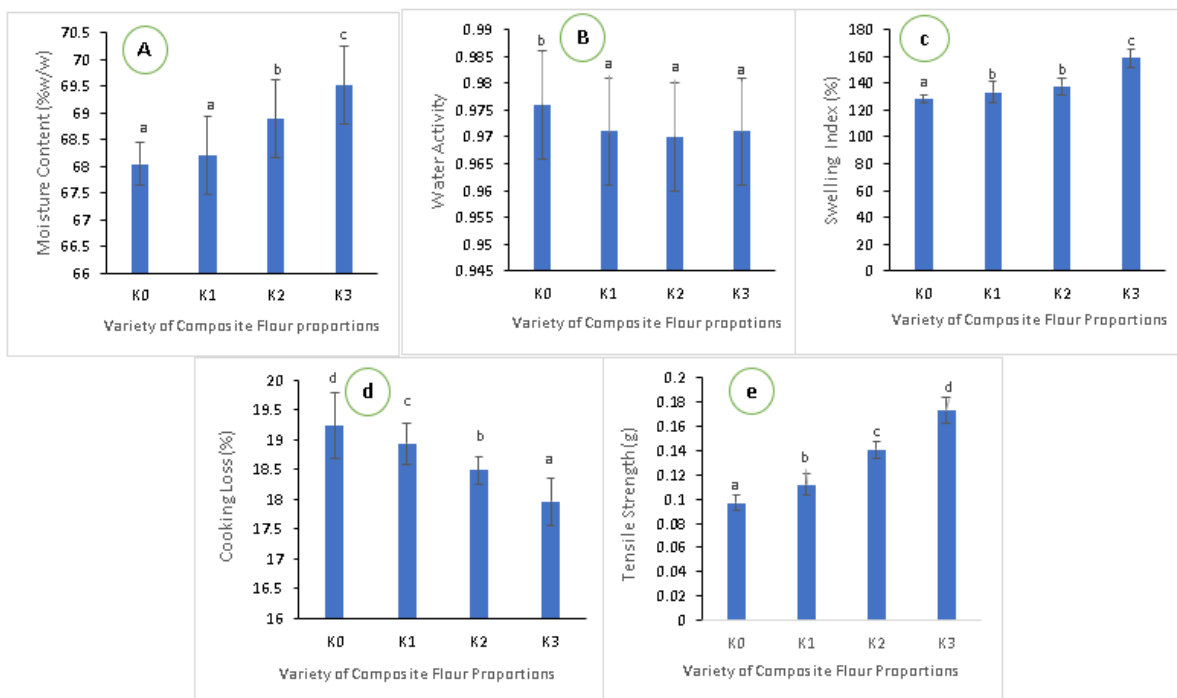 A
Moisture Content (%w/w)
70.5
70
69.5
69
68.5
68
67.5
67
66.5
66
a
a
b
c
K0 K1 K2 K3
Variety of Composite Flour proportions
B
Water Activity
0.99
0.985
0.98
0.975
0.97
0.965
0.96
0.955
0.95
0.945
b
a
a
a
K0 K1 K2 K3
Variety of Composite Flour proportions
c
Swelling Index (%)
180
160
140
120
100
80
60
40
20
0
a
b
b
c
K0 K1 K2 K3
Variety of Composite Flour Proportions
d
Cooking Loss (%)
20
19.5
19
18.5
18
17.5
17
16.5
16
d
c
b
a
K0 K1 K2 K3
Variety of Composite Flour Proportions
e
Tensile Strength (g)
0.2
0.18
0.16
0.14
0.12
0.1
0.08
0.06
0.04
0.02
0
a
b
c
d
K0 K1 K2 K3
Variety of Composite Flour Proportions